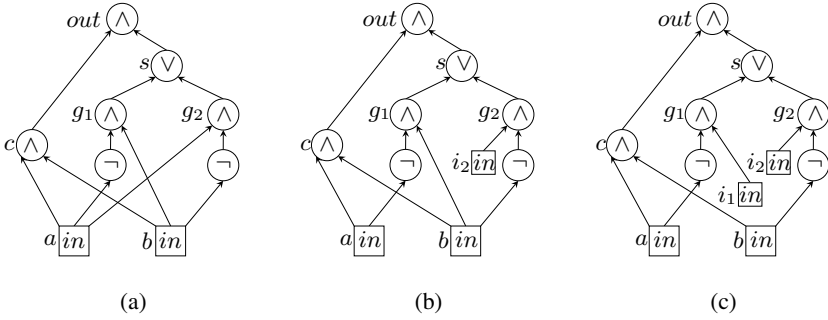 out ∧ out ∧ out ∧
s ∨ s ∨ s ∨
g₁ ∧ g₂ ∧ g₁ ∧ g₂ ∧ g₁ ∧ g₂ ∧
c ∧ c ∧ c ∧
¬ ¬ ¬ i₂ in ¬ ¬ i₂ in ¬
i₁ in
a in b in a in b in a in b in
(a) (b) (c)